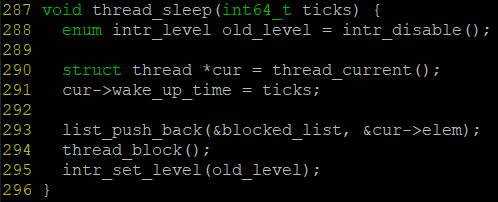 287 void thread_sleep(int64_t ticks) {
288   enum intr_level old_level = intr_disable();
289
290   struct thread *cur = thread_current();
291   cur->wake_up_time = ticks;
292
293   list_push_back(&blocked_list, &cur->elem);
294   thread_block();
295   intr_set_level(old_level);
296 }